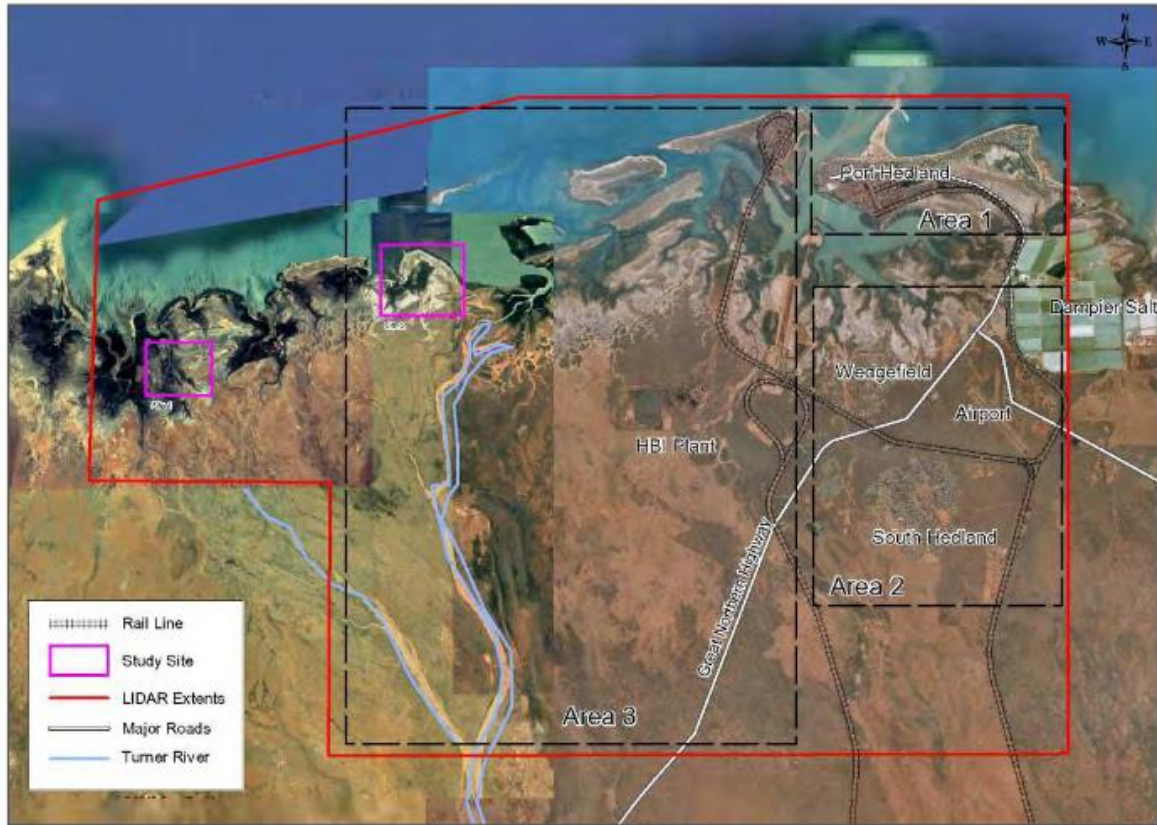 N
W E
S
Port Hedland
Area 1
Dampier Salt
Wedgefield
Airport
HBI Plant
South Hedland
Area 2
Great Northern Highway
Area 3
Rail Line
Study Site
LIDAR Extents
Major Roads
Turner River